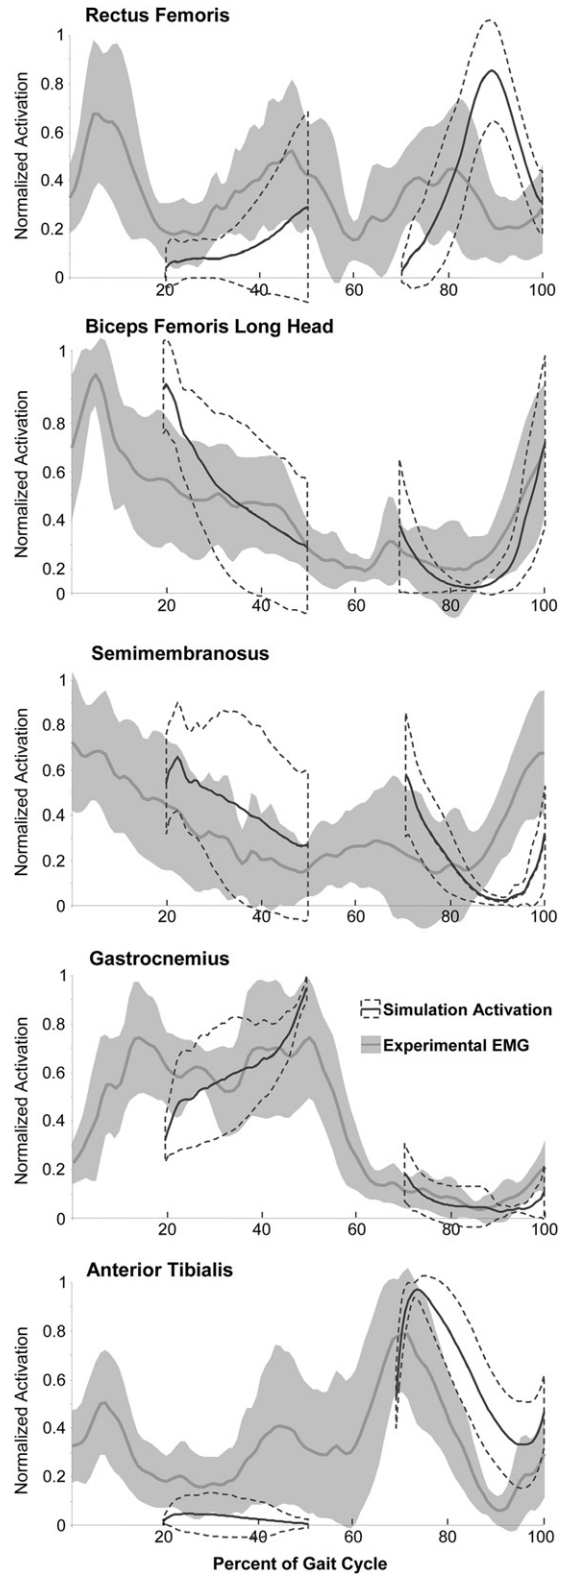 Rectus Femoris
Normalized Activation
1
0.8
0.6
0.4
0.2
0
20 40 60 80 100
Biceps Femoris Long Head
Normalized Activation
1
0.8
0.6
0.4
0.2
0
20 40 60 80 100
Semimembranosus
Normalized Activation
1
0.8
0.6
0.4
0.2
0
20 40 60 80 100
Gastrocnemius
Normalized Activation
1
0.8
0.6
0.4
0.2
0
Simulation Activation
Experimental EMG
20 40 60 80 100
Anterior Tibialis
Normalized Activation
1
0.8
0.6
0.4
0.2
0
20 40 60 80 100
Percent of Gait Cycle